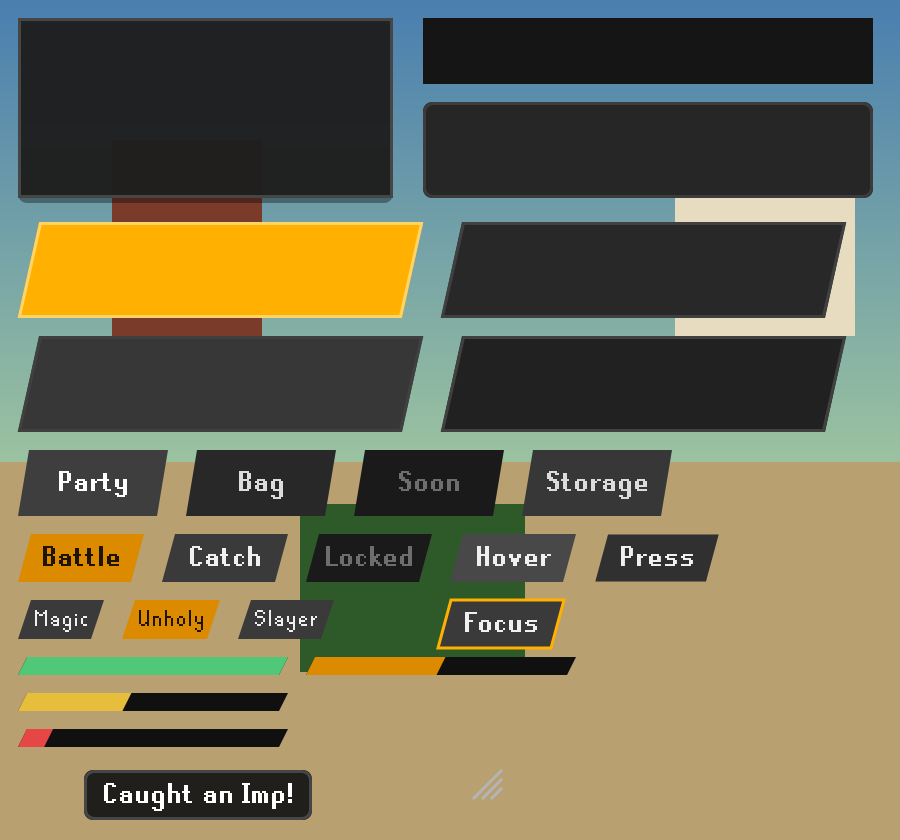 Party Bag Soon Storage
Battle Catch Locked Hover Press
Magic Unholy Slayer Focus
Caught an Imp!